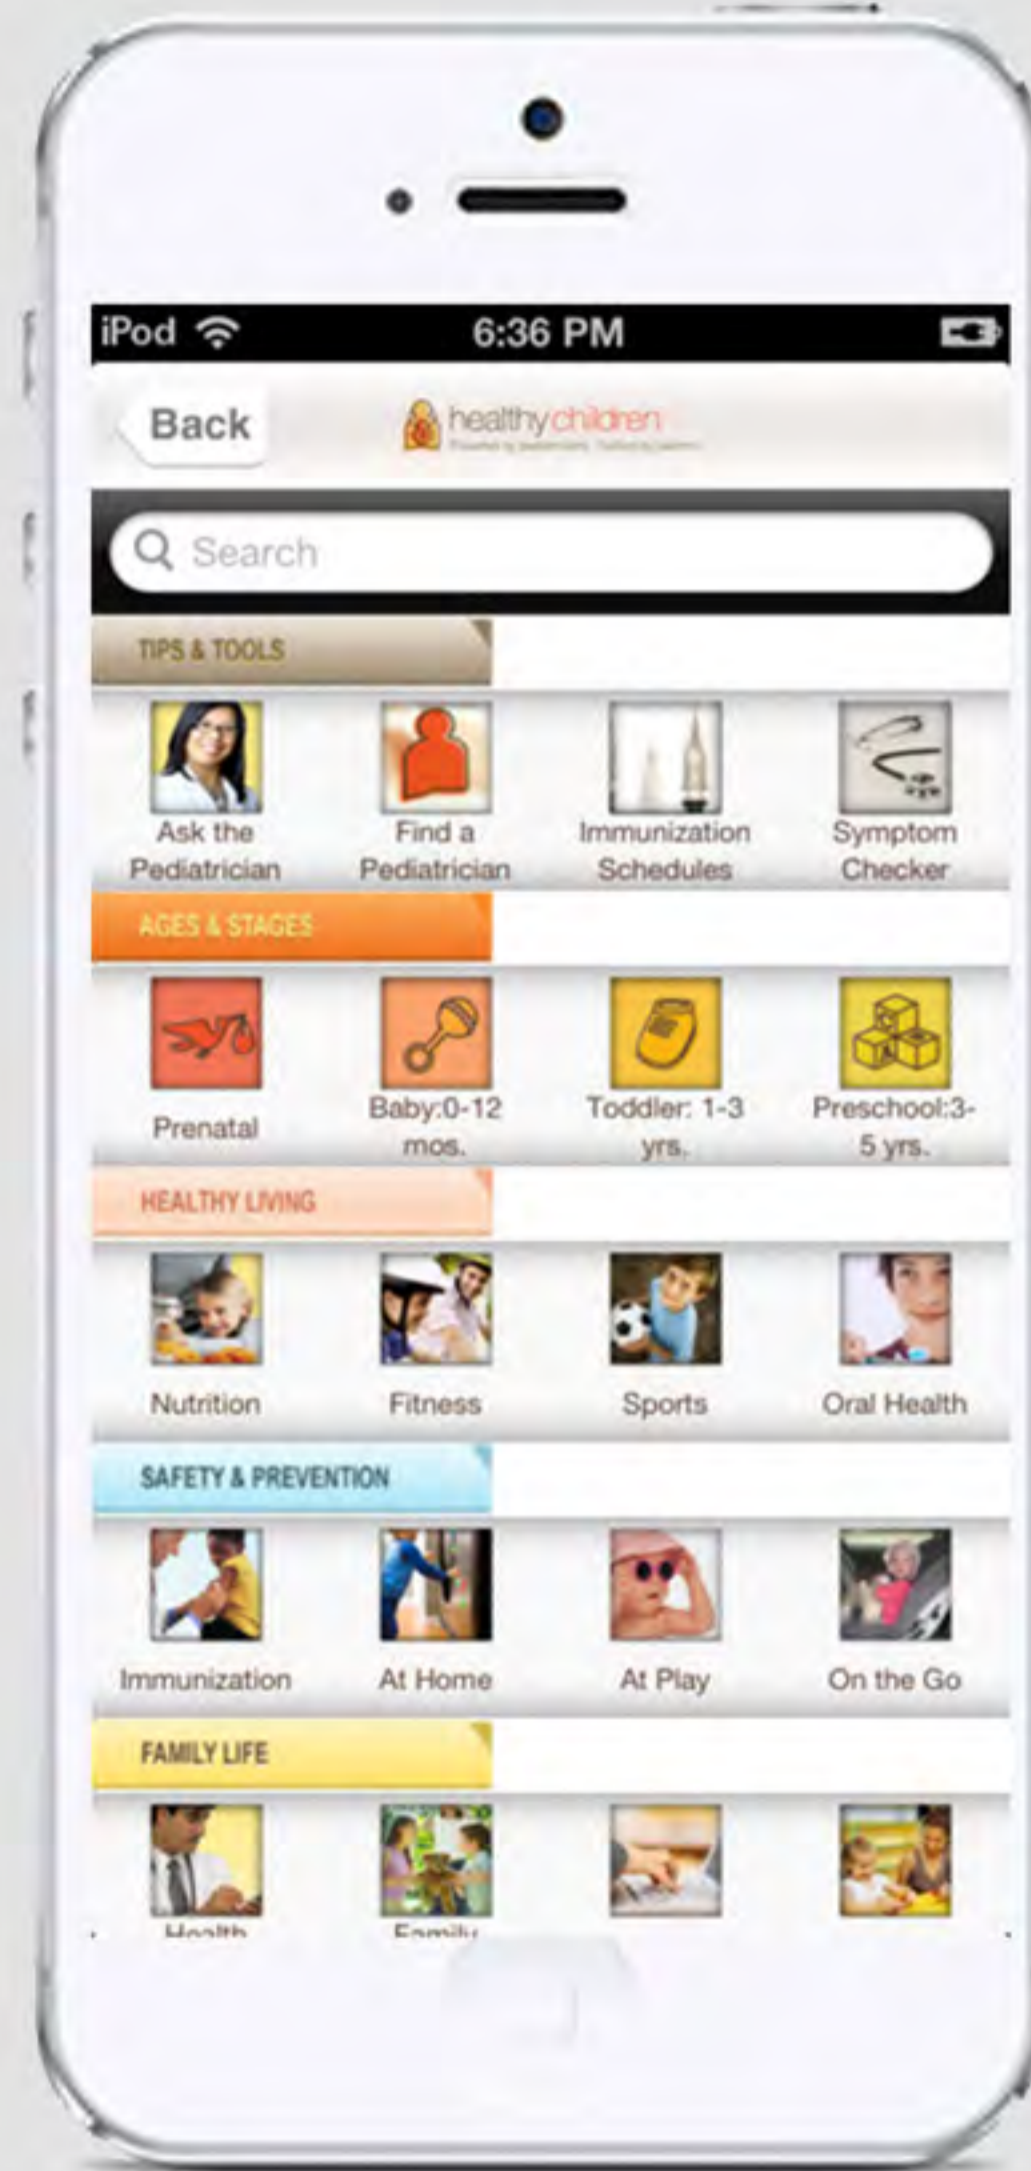 iPod 6:36 PM
Back healthychildren
Search
TIPS & TOOLS
Ask the Find a Immunization Symptom
Pediatrician Pediatrician Schedules Checker
AGES & STAGES
Prenatal Baby:0-12 Toddler: 1-3 Preschool:3-
mos. yrs. 5 yrs.
HEALTHY LIVING
Nutrition Fitness Sports Oral Health
SAFETY & PREVENTION
Immunization At Home At Play On the Go
FAMILY LIFE
Health Family